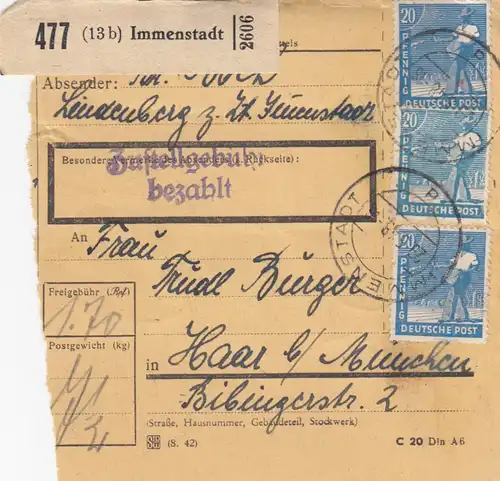 477 (13b) Immenstadt 2606
Absender:
Lindenberg z. Zt. Immenstadt
Besondere Vermerke des Absenders (s. Rückseite):
Zustellgebühr
bezahlt
An Frau
Trudl Burger
Freigebühr (Rpf)
1.70
Postgewicht (kg)
in Haar b/ München
Bibingerstr. 2
(Straße, Hausnummer, Gebäudeteil, Stockwerk)
(8. 42)
C 20 Din A6
20 PFENNIG
DEUTSCHE POST
20 PFENNIG
DEUTSCHE POST
20 PFENNIG
DEUTSCHE POST